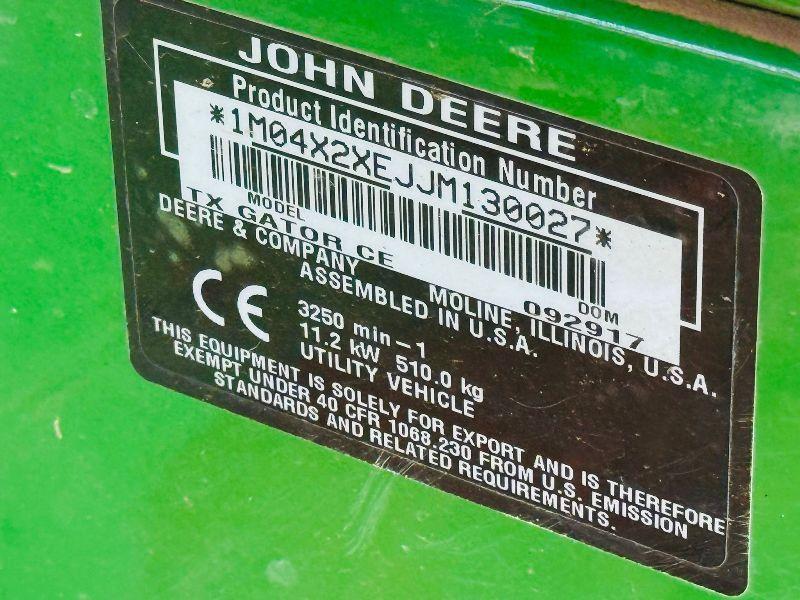 JOHN DEERE
Product Identification Number
*1M04X2XEJJM130027*
MODEL DOM
TX GATOR CE 092917
DEERE & COMPANY MOLINE, ILLINOIS, U.S.A.
ASSEMBLED IN U.S.A.
CE
3250 min-1
11.2 kW 510.0 kg
UTILITY VEHICLE
THIS EQUIPMENT IS SOLELY FOR EXPORT AND IS THEREFORE
EXEMPT UNDER 40 CFR 1068.230 FROM U.S. EMISSION
STANDARDS AND RELATED REQUIREMENTS.